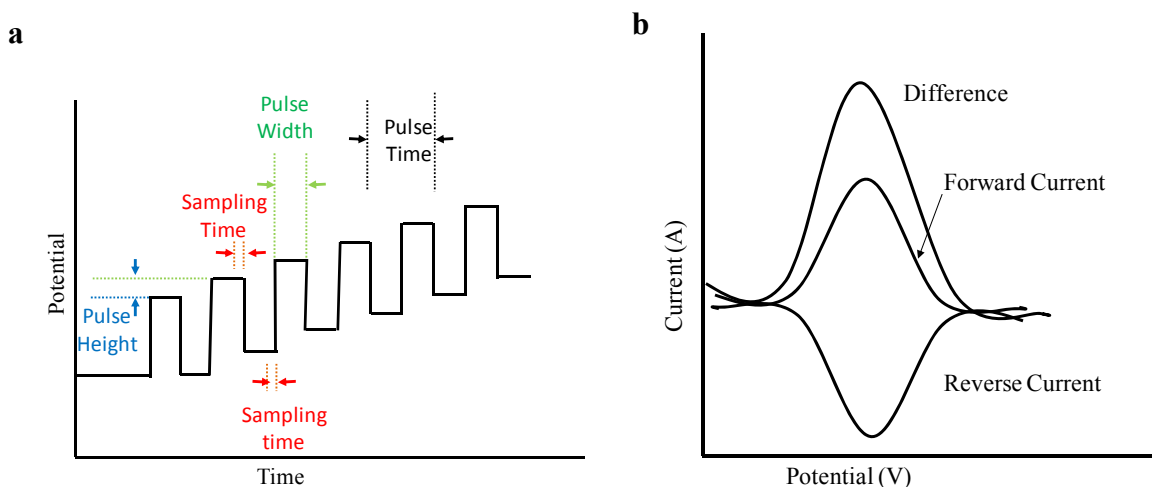 a
Pulse
Width
Pulse
Time
Sampling
Time
Potential
Pulse
Height
Sampling
time
Time
b
Difference
Forward Current
Current (A)
Reverse Current
Potential (V)